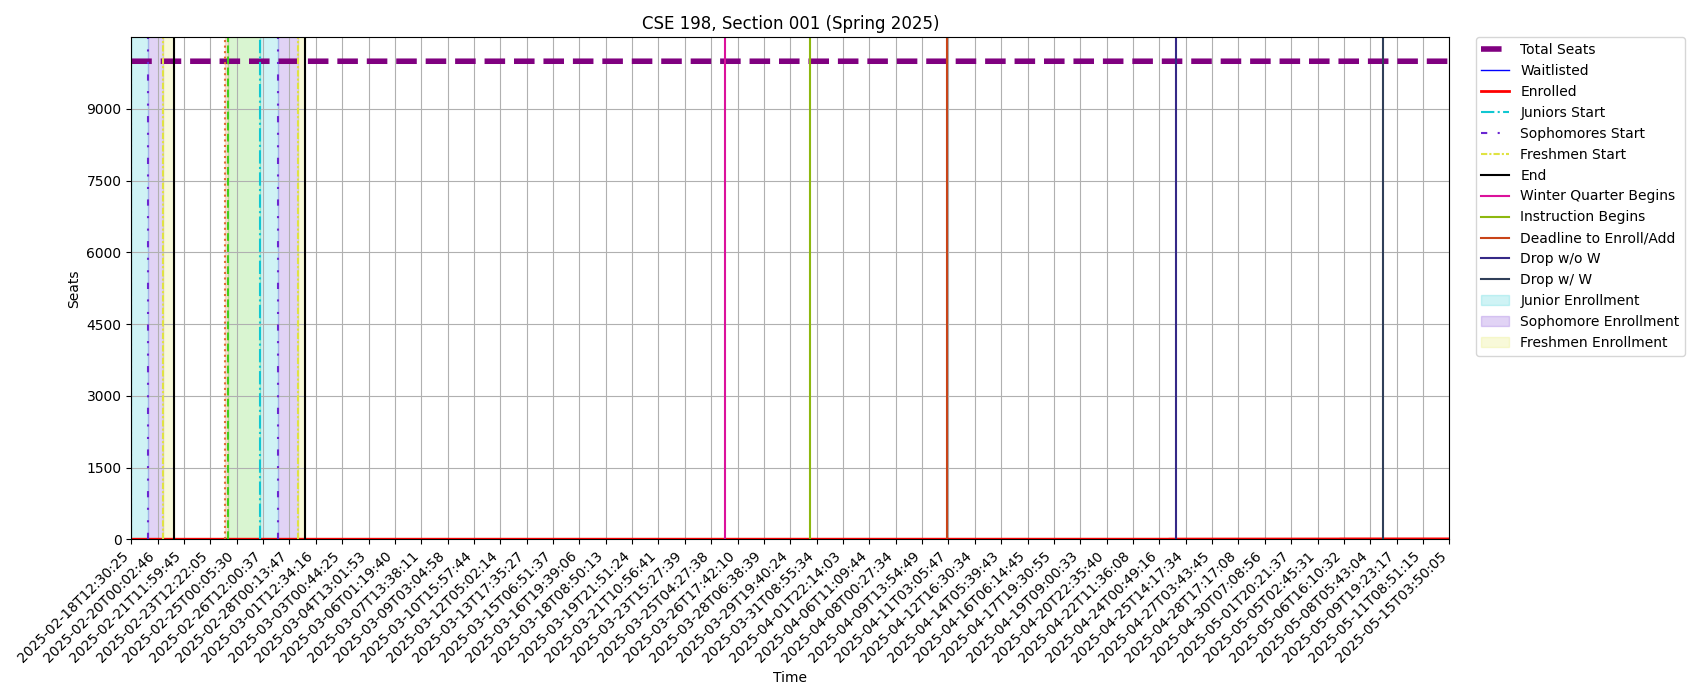 CSE 198, Section 001 (Spring 2025)
Seats
9000
7500
6000
4500
3000
1500
0
2025-02-18T12:30:25
2025-02-20T00:02:46
2025-02-21T11:59:45
2025-02-23T12:22:05
2025-02-25T00:05:30
2025-02-26T12:00:37
2025-02-28T00:13:47
2025-03-01T12:34:16
2025-03-03T00:44:25
2025-03-04T13:01:53
2025-03-06T01:19:40
2025-03-07T13:38:11
2025-03-09T03:04:58
2025-03-10T15:57:44
2025-03-12T05:02:14
2025-03-13T17:35:27
2025-03-15T06:51:37
2025-03-16T19:39:06
2025-03-18T08:50:13
2025-03-19T21:51:24
2025-03-21T10:56:41
2025-03-23T15:27:39
2025-03-25T04:27:38
2025-03-26T17:42:10
2025-03-28T06:38:39
2025-03-29T19:40:24
2025-03-31T08:55:34
2025-04-01T22:14:03
2025-04-06T11:09:44
2025-04-08T00:27:34
2025-04-09T13:54:49
2025-04-11T03:05:47
2025-04-12T16:30:34
2025-04-14T05:39:43
2025-04-16T06:14:45
2025-04-17T19:30:55
2025-04-19T09:00:33
2025-04-20T22:35:40
2025-04-22T11:36:08
2025-04-24T00:49:16
2025-04-25T14:17:34
2025-04-27T03:43:45
2025-04-28T17:17:08
2025-04-30T07:08:56
2025-05-01T20:21:37
2025-05-05T02:45:31
2025-05-06T16:10:32
2025-05-08T05:43:04
2025-05-09T19:23:17
2025-05-11T08:51:15
2025-05-15T03:50:05
Time
Total Seats
Waitlisted
Enrolled
Juniors Start
Sophomores Start
Freshmen Start
End
Winter Quarter Begins
Instruction Begins
Deadline to Enroll/Add
Drop w/o W
Drop w/ W
Junior Enrollment
Sophomore Enrollment
Freshmen Enrollment